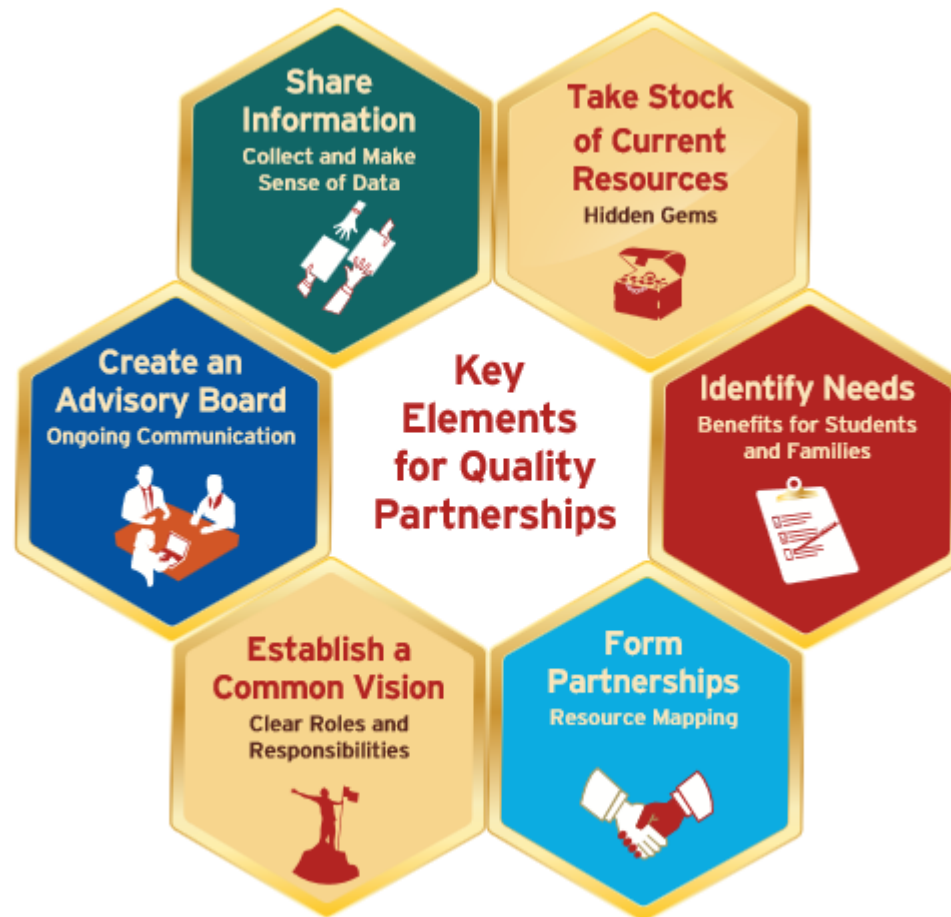 Share
Information
Collect and Make
Sense of Data
Take Stock
of Current
Resources
Hidden Gems
Create an
Advisory Board
Ongoing Communication
Key
Elements
for Quality
Partnerships
Identify Needs
Benefits for Students
and Families
Establish a
Common Vision
Clear Roles and
Responsibilities
Form
Partnerships
Resource Mapping